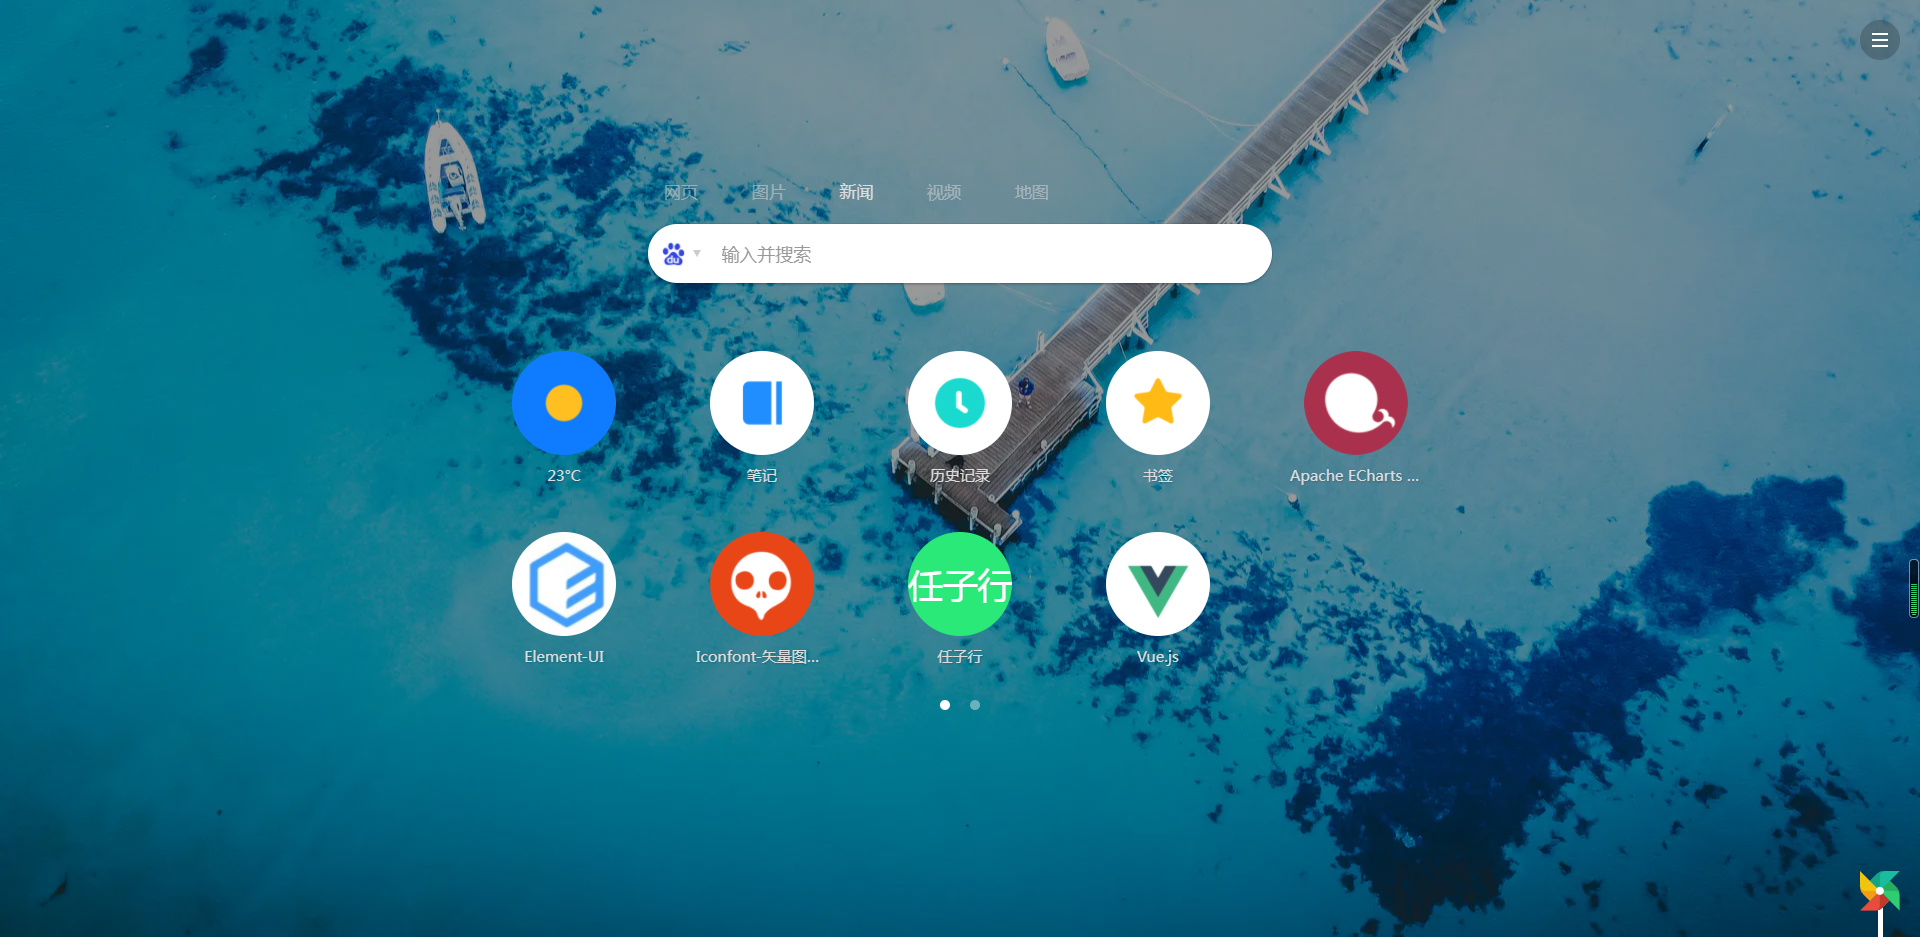 网页 图片 新闻 视频 地图
du 输入并搜索
23°C 笔记 历史记录 书签 Apache ECharts ...
任子行
Element-UI Iconfont-矢量图... 任子行 Vue.js